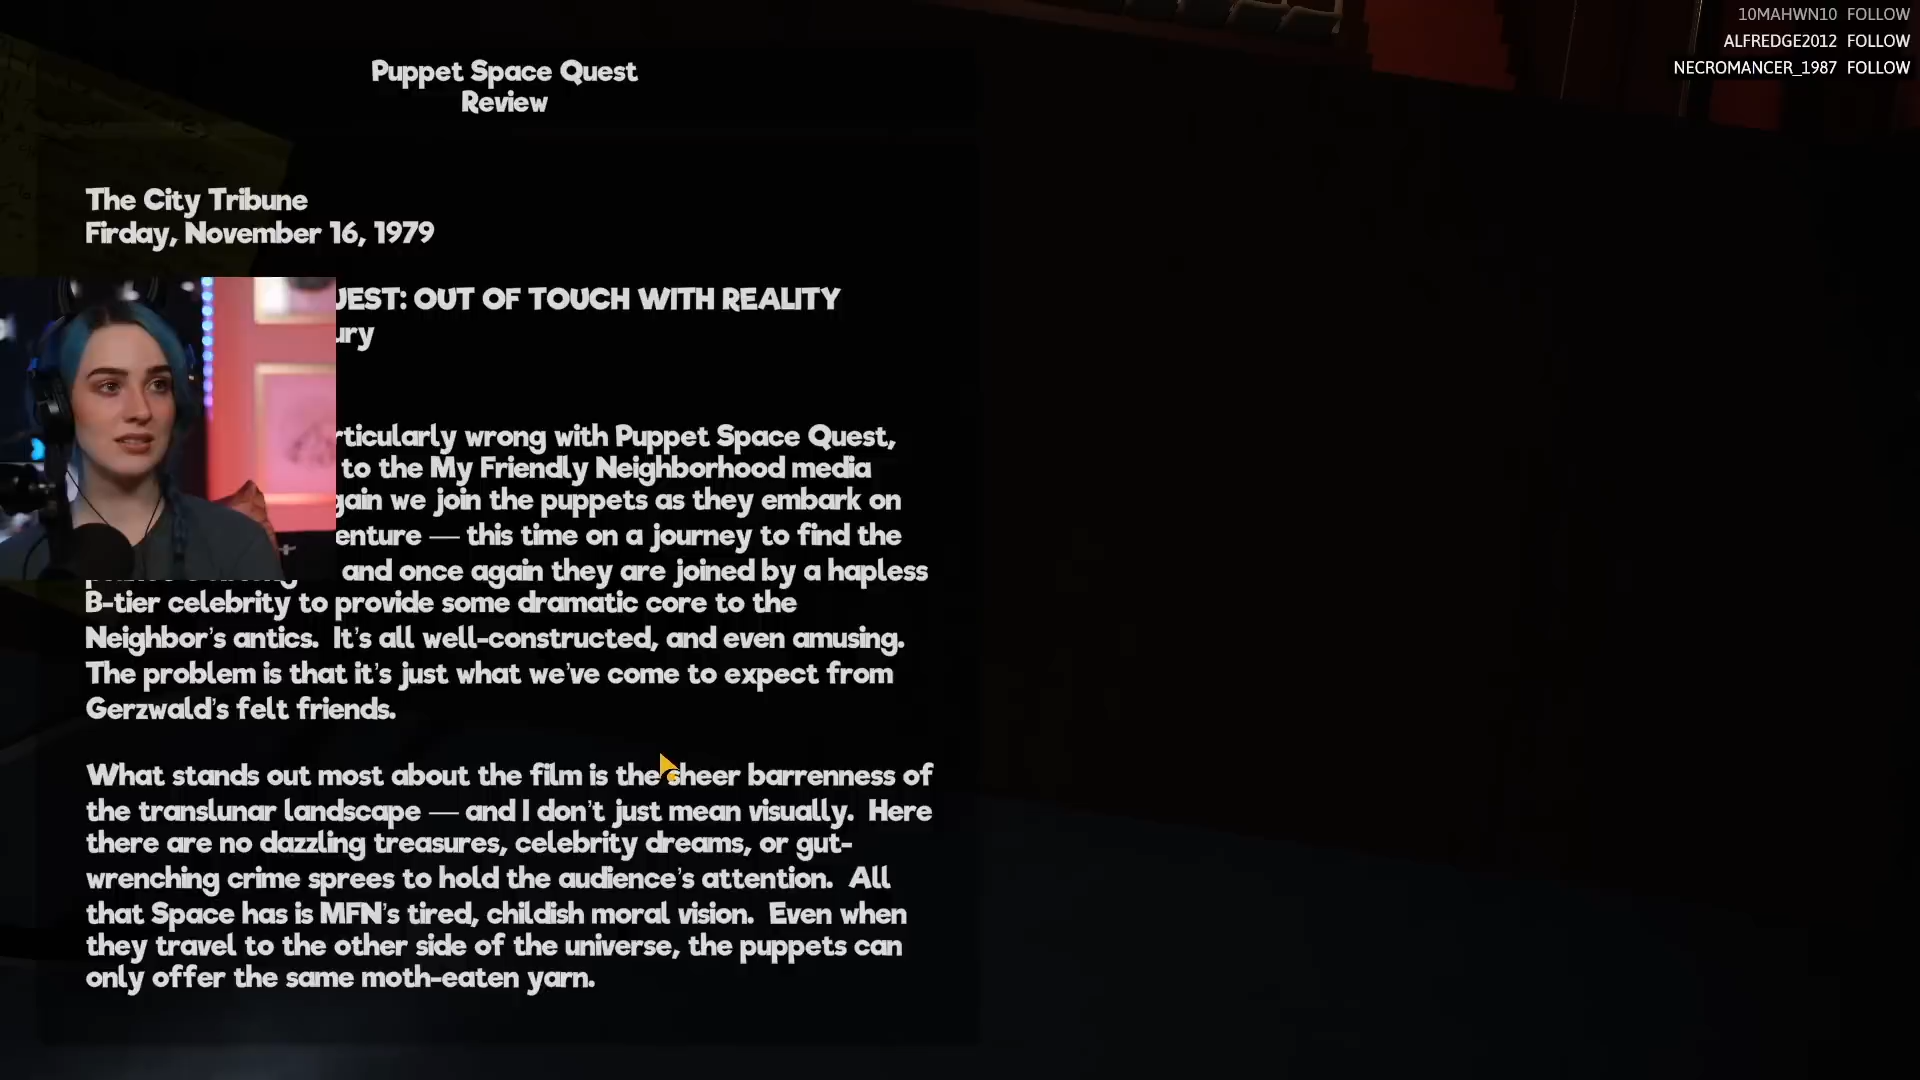 10MAHWN10 FOLLOW
ALFREDGE2012 FOLLOW
NECROMANCER_1987 FOLLOW
Puppet Space Quest
Review
The City Tribune
Firday, November 16, 1979
UEST: OUT OF TOUCH WITH REALITY
ury
rticularly wrong with Puppet Space Quest,
to the My Friendly Neighborhood media
gain we join the puppets as they embark on
enture — this time on a journey to find the
and once again they are joined by a hapless
B-tier celebrity to provide some dramatic core to the
Neighbor's antics. It's all well-constructed, and even amusing.
The problem is that it's just what we've come to expect from
Gerzwald's felt friends.
What stands out most about the film is the sheer barrenness of
the translunar landscape — and I don't just mean visually. Here
there are no dazzling treasures, celebrity dreams, or gut-
wrenching crime sprees to hold the audience's attention. All
that Space has is MFN's tired, childish moral vision. Even when
they travel to the other side of the universe, the puppets can
only offer the same moth-eaten yarn.